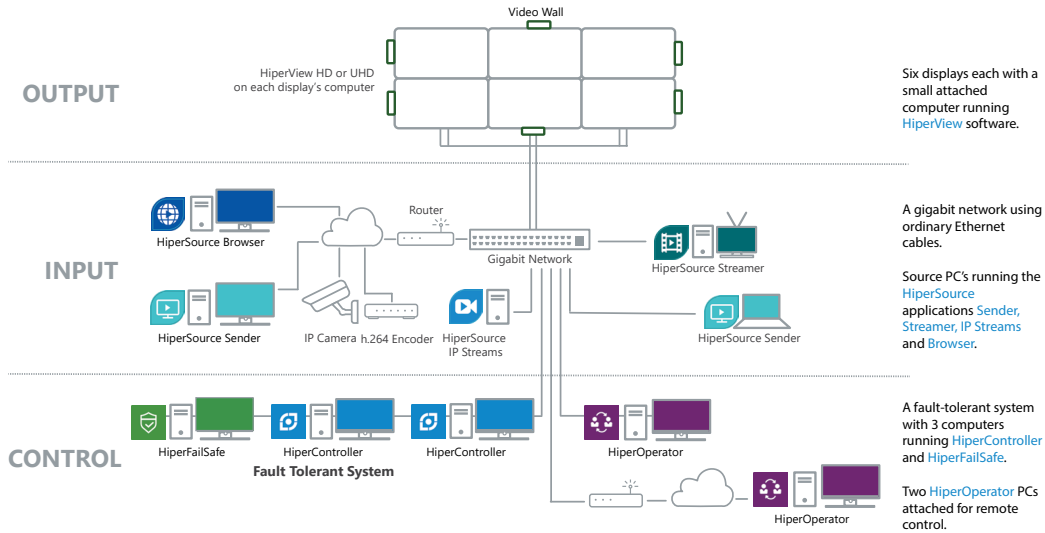 Video Wall
HiperView HD or UHD
on each display's computer
OUTPUT
Six displays each with a
small attached
computer running
HiperView software.
Router
HiperSource Browser
Gigabit Network
HiperSource Streamer
INPUT
HiperSource Sender
IP Camera
h.264 Encoder
HiperSource
IP Streams
HiperSource Sender
A gigabit network using
ordinary Ethernet
cables.
Source PC's running the
HiperSource
applications Sender,
Streamer, IP Streams
and Browser.
HiperFailSafe
HiperController
HiperController
HiperOperator
CONTROL
Fault Tolerant System
HiperOperator
A fault-tolerant system
with 3 computers
running HiperController
and HiperFailSafe.
Two HiperOperator PCs
attached for remote
control.